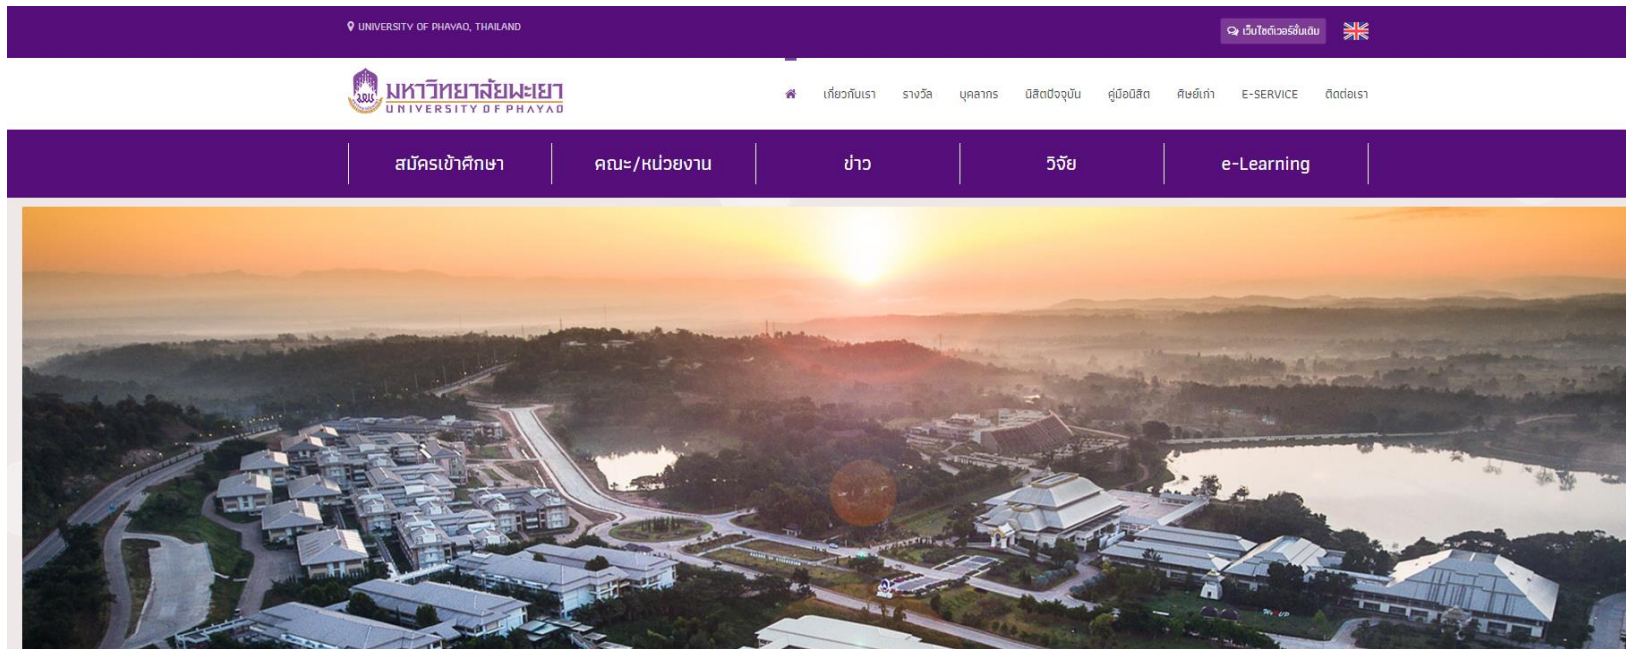 UNIVERSITY OF PHAYAO, THAILAND
เว็บไซต์เวอร์ชั่นเดิม
มหาวิทยาลัยพะเยา
UNIVERSITY OF PHAYAO
เกี่ยวกับเรา รางวัล บุคลากร นิสิตปัจจุบัน คู่มือนิสิต ศิษย์เก่า E-SERVICE ติดต่อเรา
สมัครเข้าศึกษา คณะ/หน่วยงาน ข่าว วิจัย e-Learning